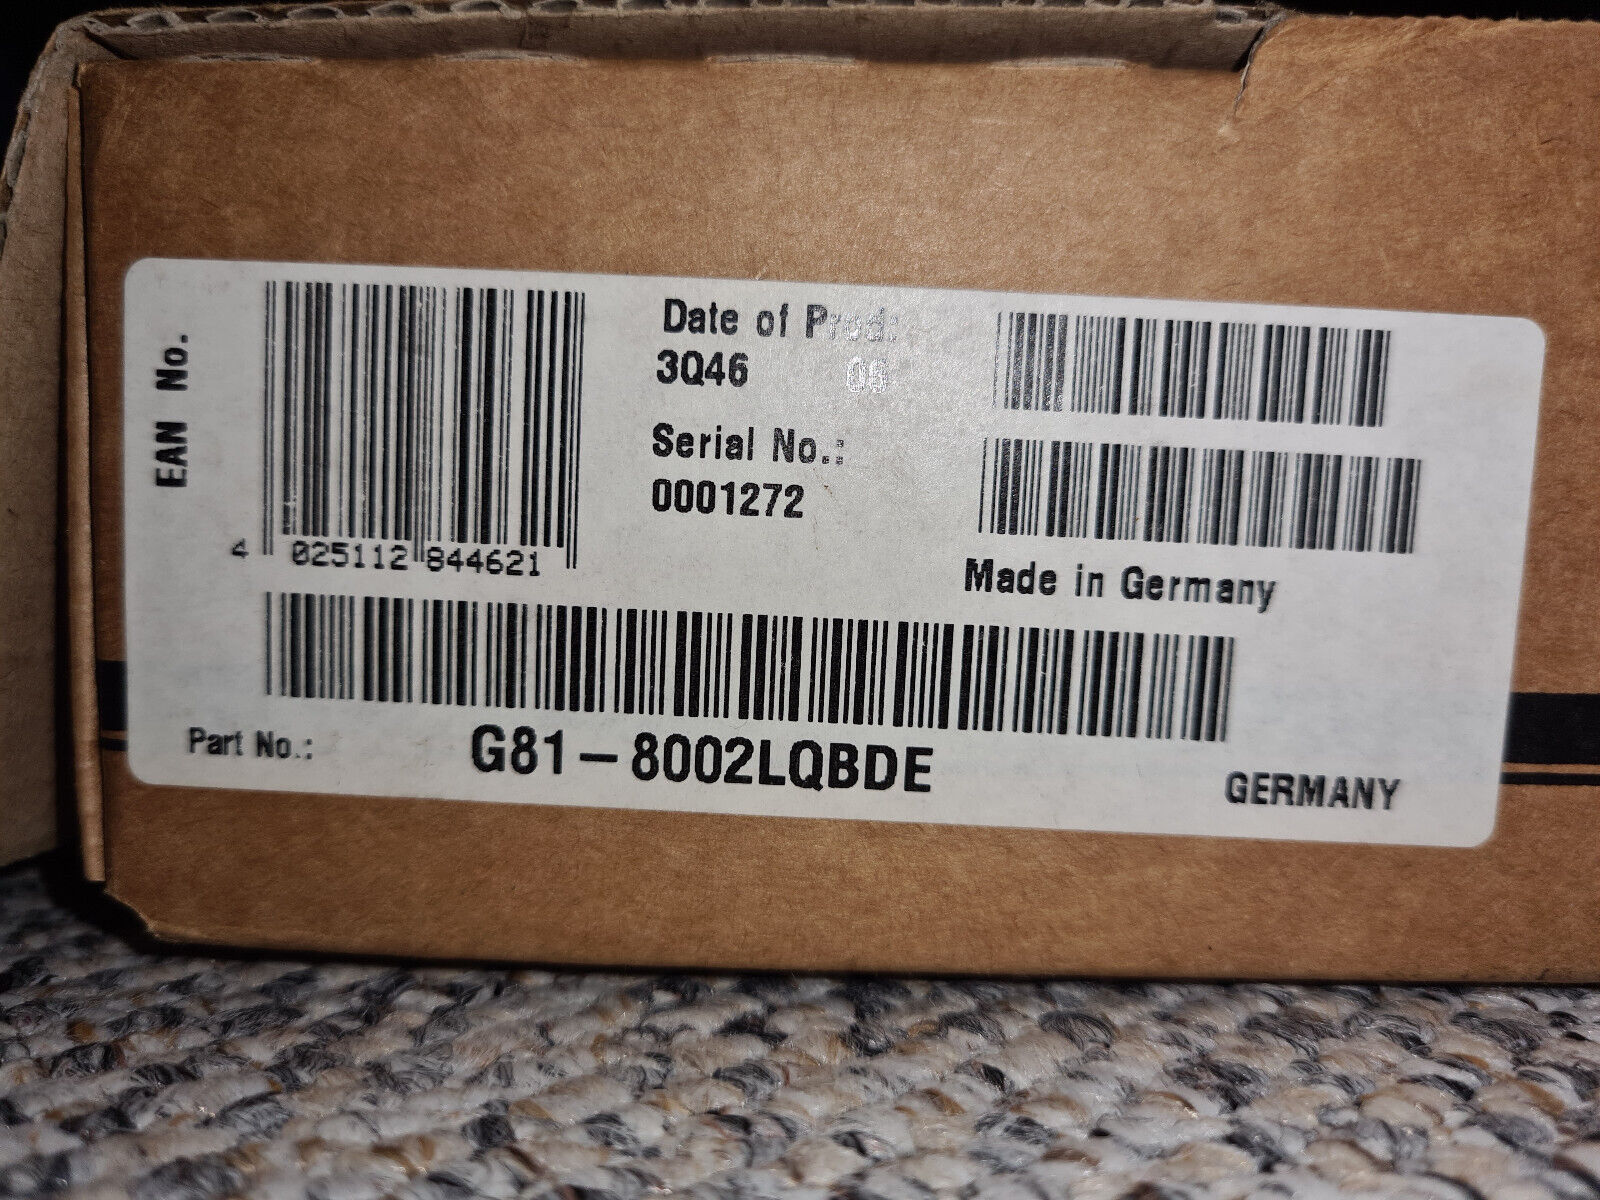 EAN No.
4 025112 844621
Date of Prod:
3Q46 06
Serial No.:
0001272
Made in Germany
Part No.: G81-8002LQBDE
GERMANY